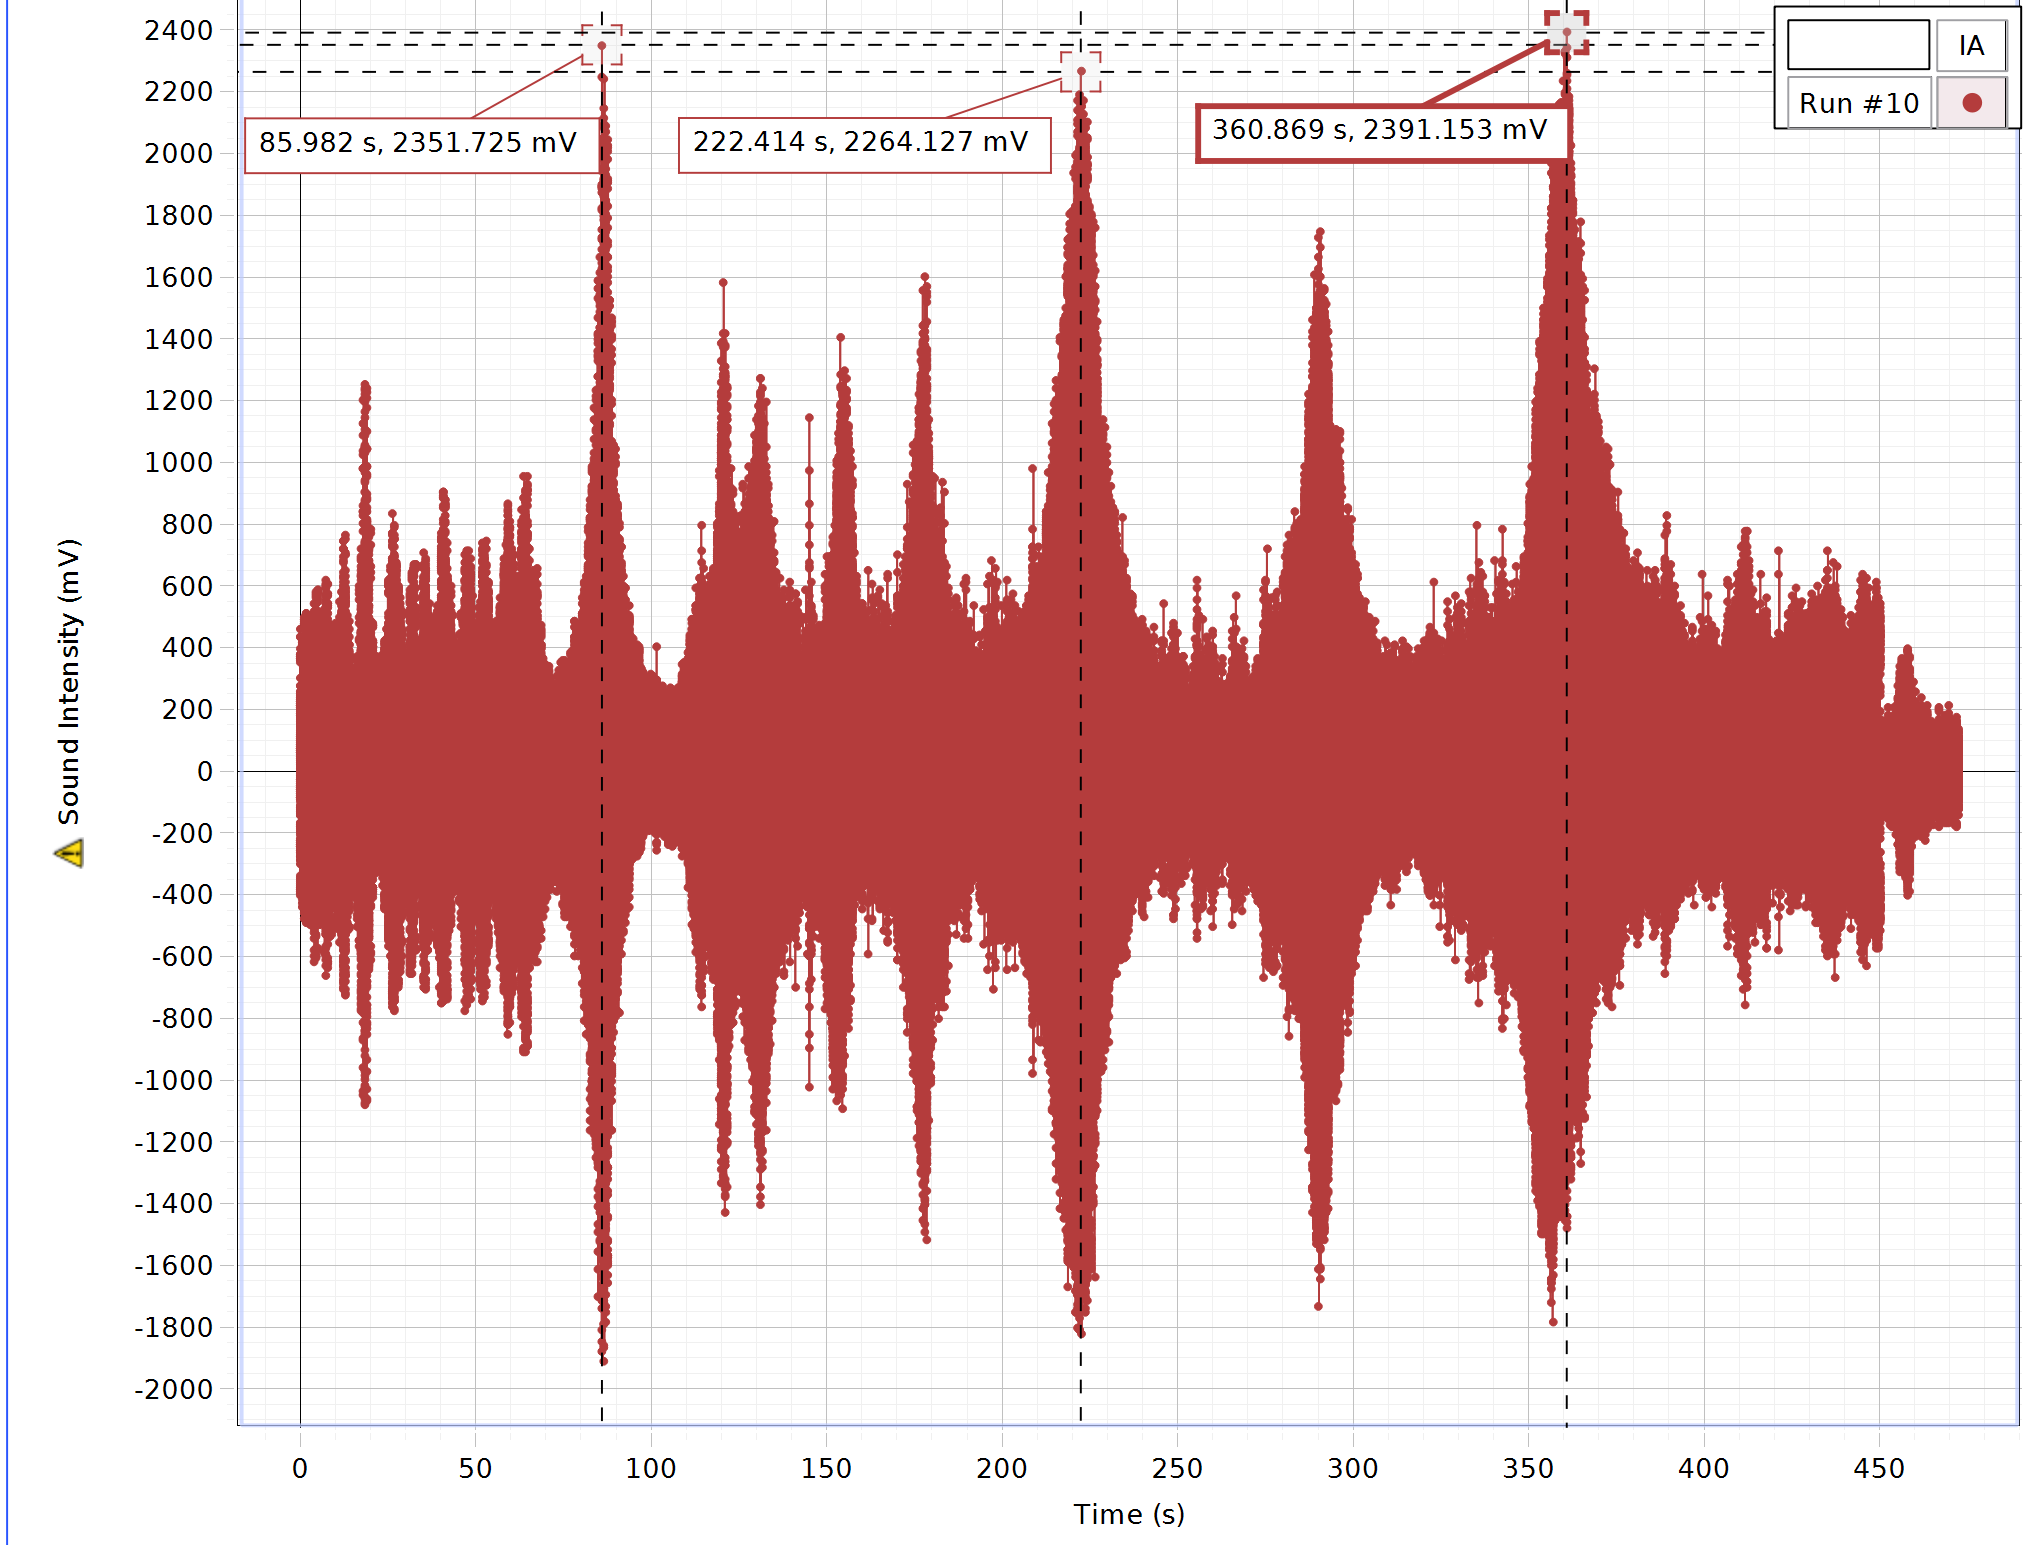 2400
2200
2000
1800
1600
1400
1200
1000
800
600
400
200
0
-200
-400
-600
-800
-1000
-1200
-1400
-1600
-1800
-2000
Sound Intensity (mV)
85.982 s, 2351.725 mV
222.414 s, 2264.127 mV
360.869 s, 2391.153 mV
IA
Run #10
0 50 100 150 200 250 300 350 400 450
Time (s)